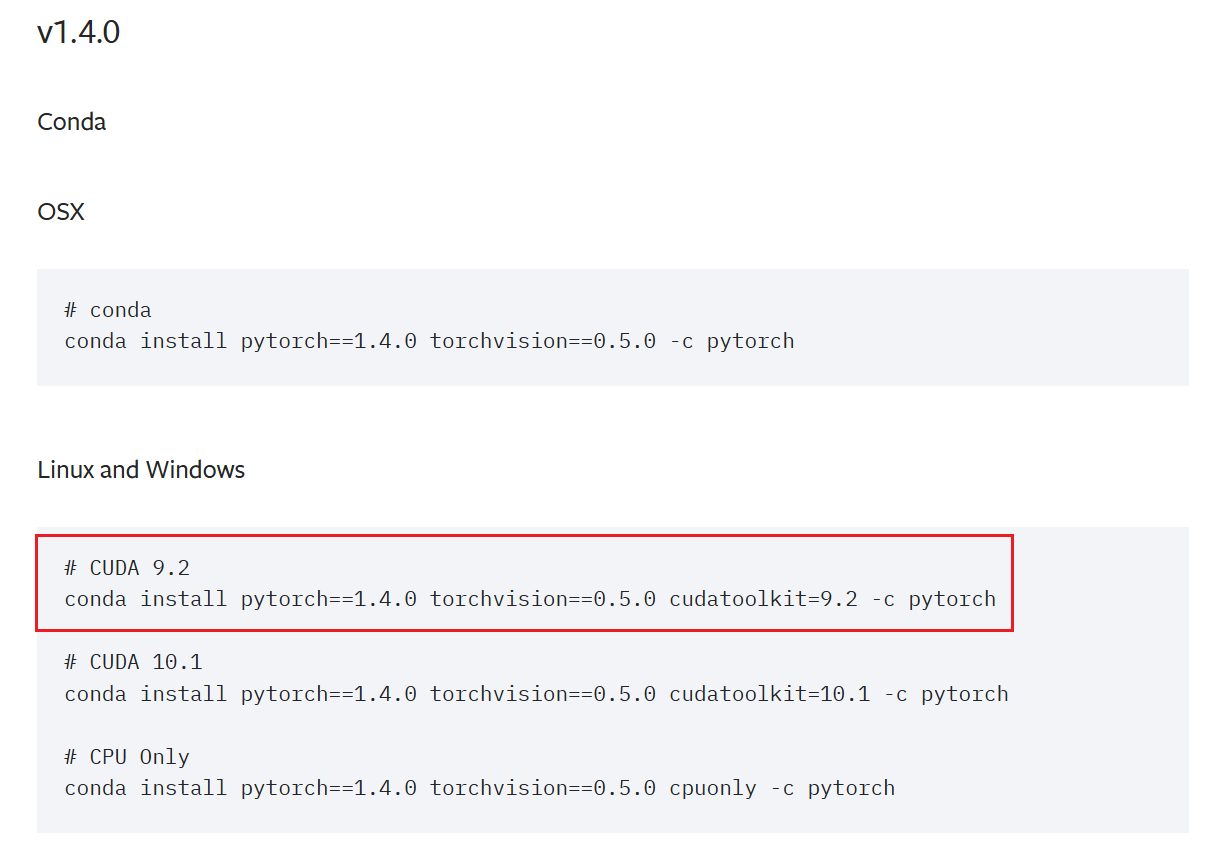 v1.4.0
Conda
OSX
# conda
conda install pytorch==1.4.0 torchvision==0.5.0 -c pytorch
Linux and Windows
# CUDA 9.2
conda install pytorch==1.4.0 torchvision==0.5.0 cudatoolkit=9.2 -c pytorch
# CUDA 10.1
conda install pytorch==1.4.0 torchvision==0.5.0 cudatoolkit=10.1 -c pytorch
# CPU Only
conda install pytorch==1.4.0 torchvision==0.5.0 cpuonly -c pytorch